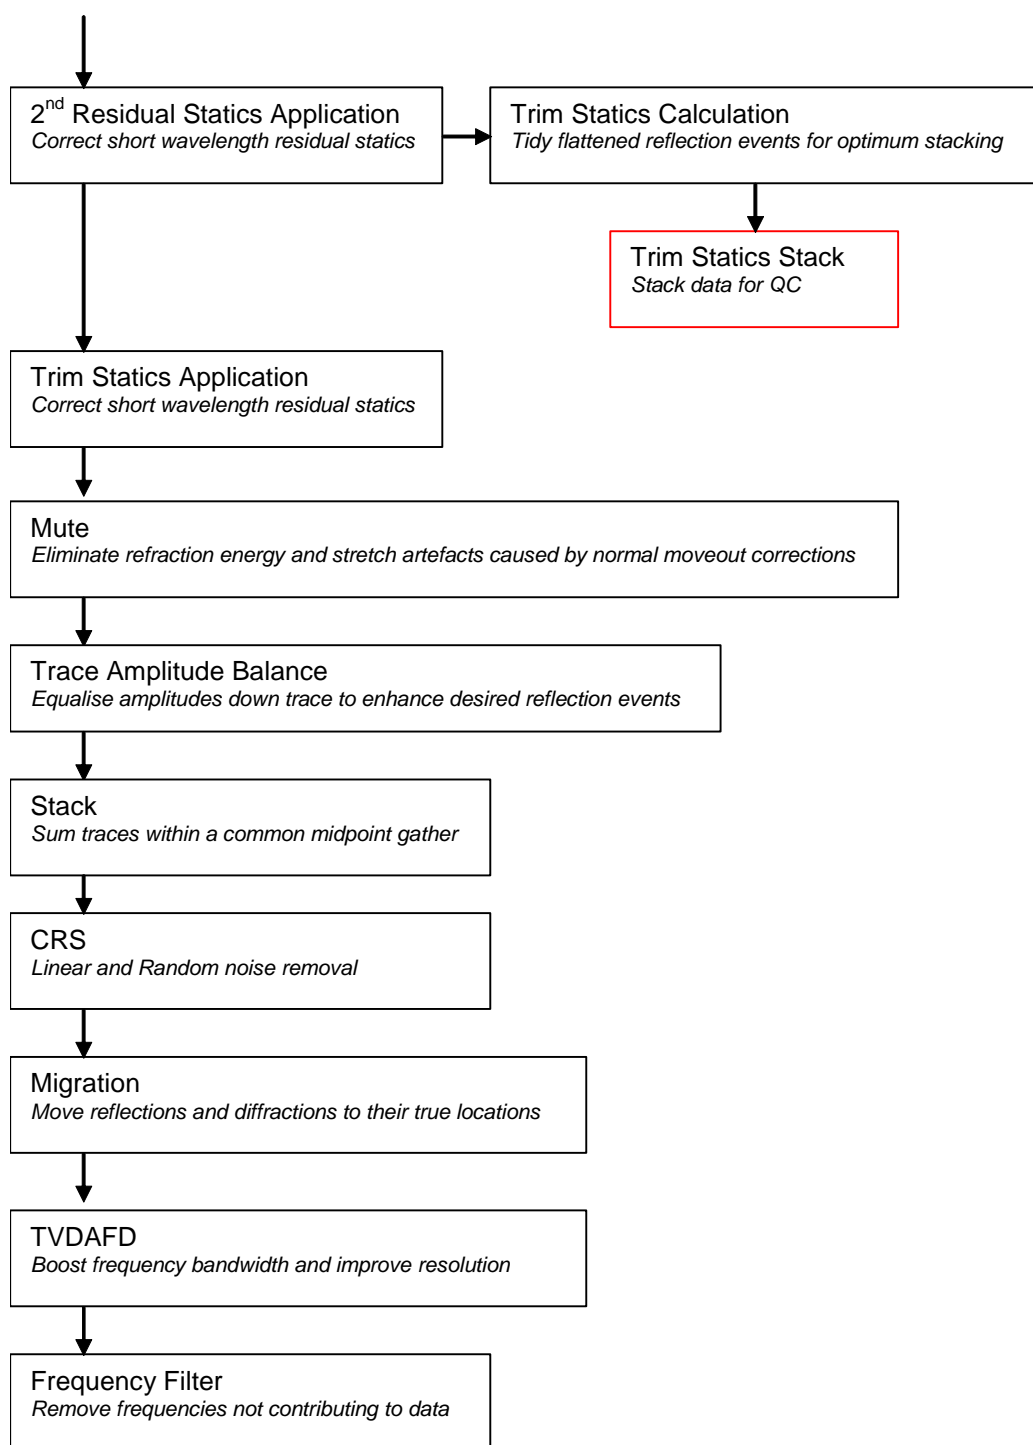 2nd Residual Statics Application
Correct short wavelength residual statics
Trim Statics Calculation
Tidy flattened reflection events for optimum stacking
Trim Statics Stack
Stack data for QC
Trim Statics Application
Correct short wavelength residual statics
Mute
Eliminate refraction energy and stretch artefacts caused by normal moveout corrections
Trace Amplitude Balance
Equalise amplitudes down trace to enhance desired reflection events
Stack
Sum traces within a common midpoint gather
CRS
Linear and Random noise removal
Migration
Move reflections and diffractions to their true locations
TVDAFD
Boost frequency bandwidth and improve resolution
Frequency Filter
Remove frequencies not contributing to data